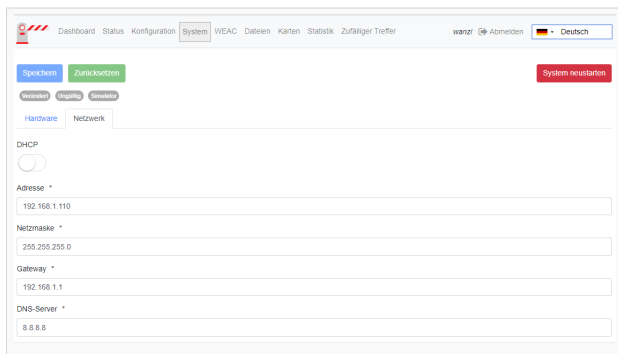 Dashboard Status Konfiguration System WEAC Dateien Karten Statistik Zufälliger Treffer wanzl Abmelden Deutsch
Speichern Zurücksetzen System neustarten
Verändert Ungültig Simulator
Hardware Netzwerk
DHCP
Adresse *
192.168.1.110
Netzmaske *
255.255.255.0
Gateway *
192.168.1.1
DNS-Server *
8.8.8.8